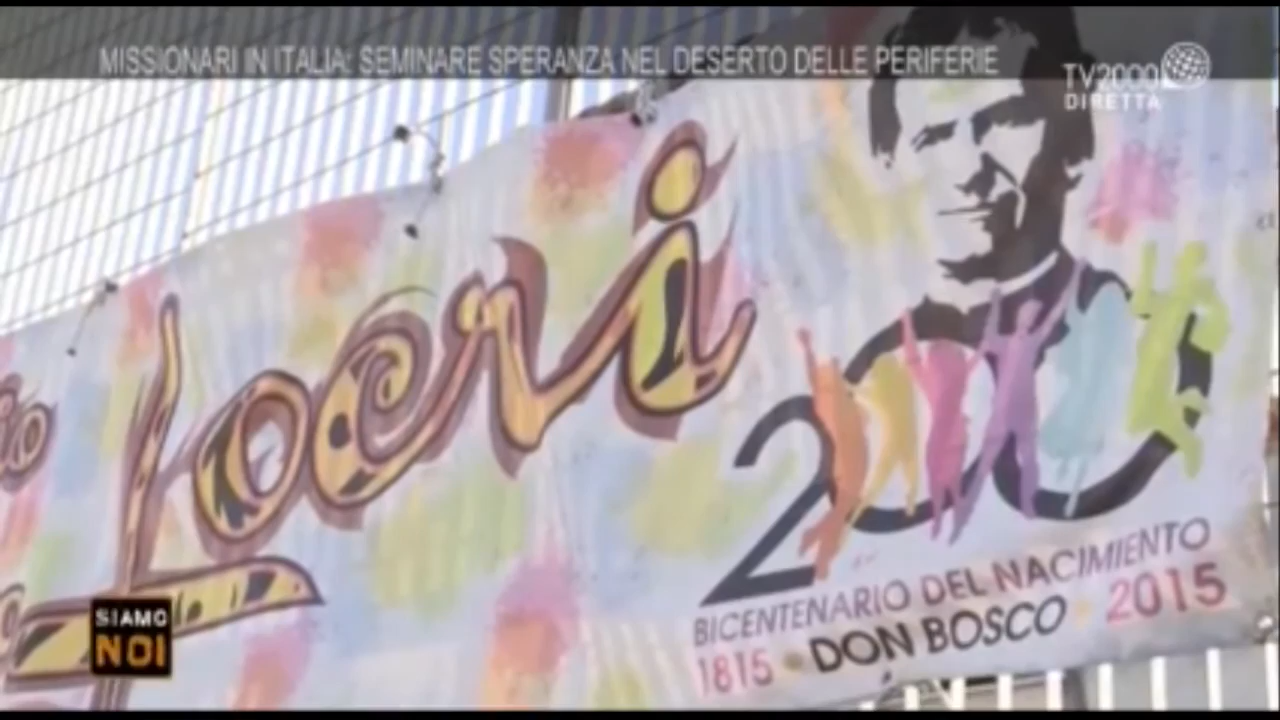 MISSIONARI IN ITALIA: SEMINARE SPERANZA NEL DESERTO DELLE PERIFERIE
TV2000
DIRETTA
Locri
200
BICENTENARIO DEL NACIMIENTO
1815 • DON BOSCO • 2015
SIAMO
NOI